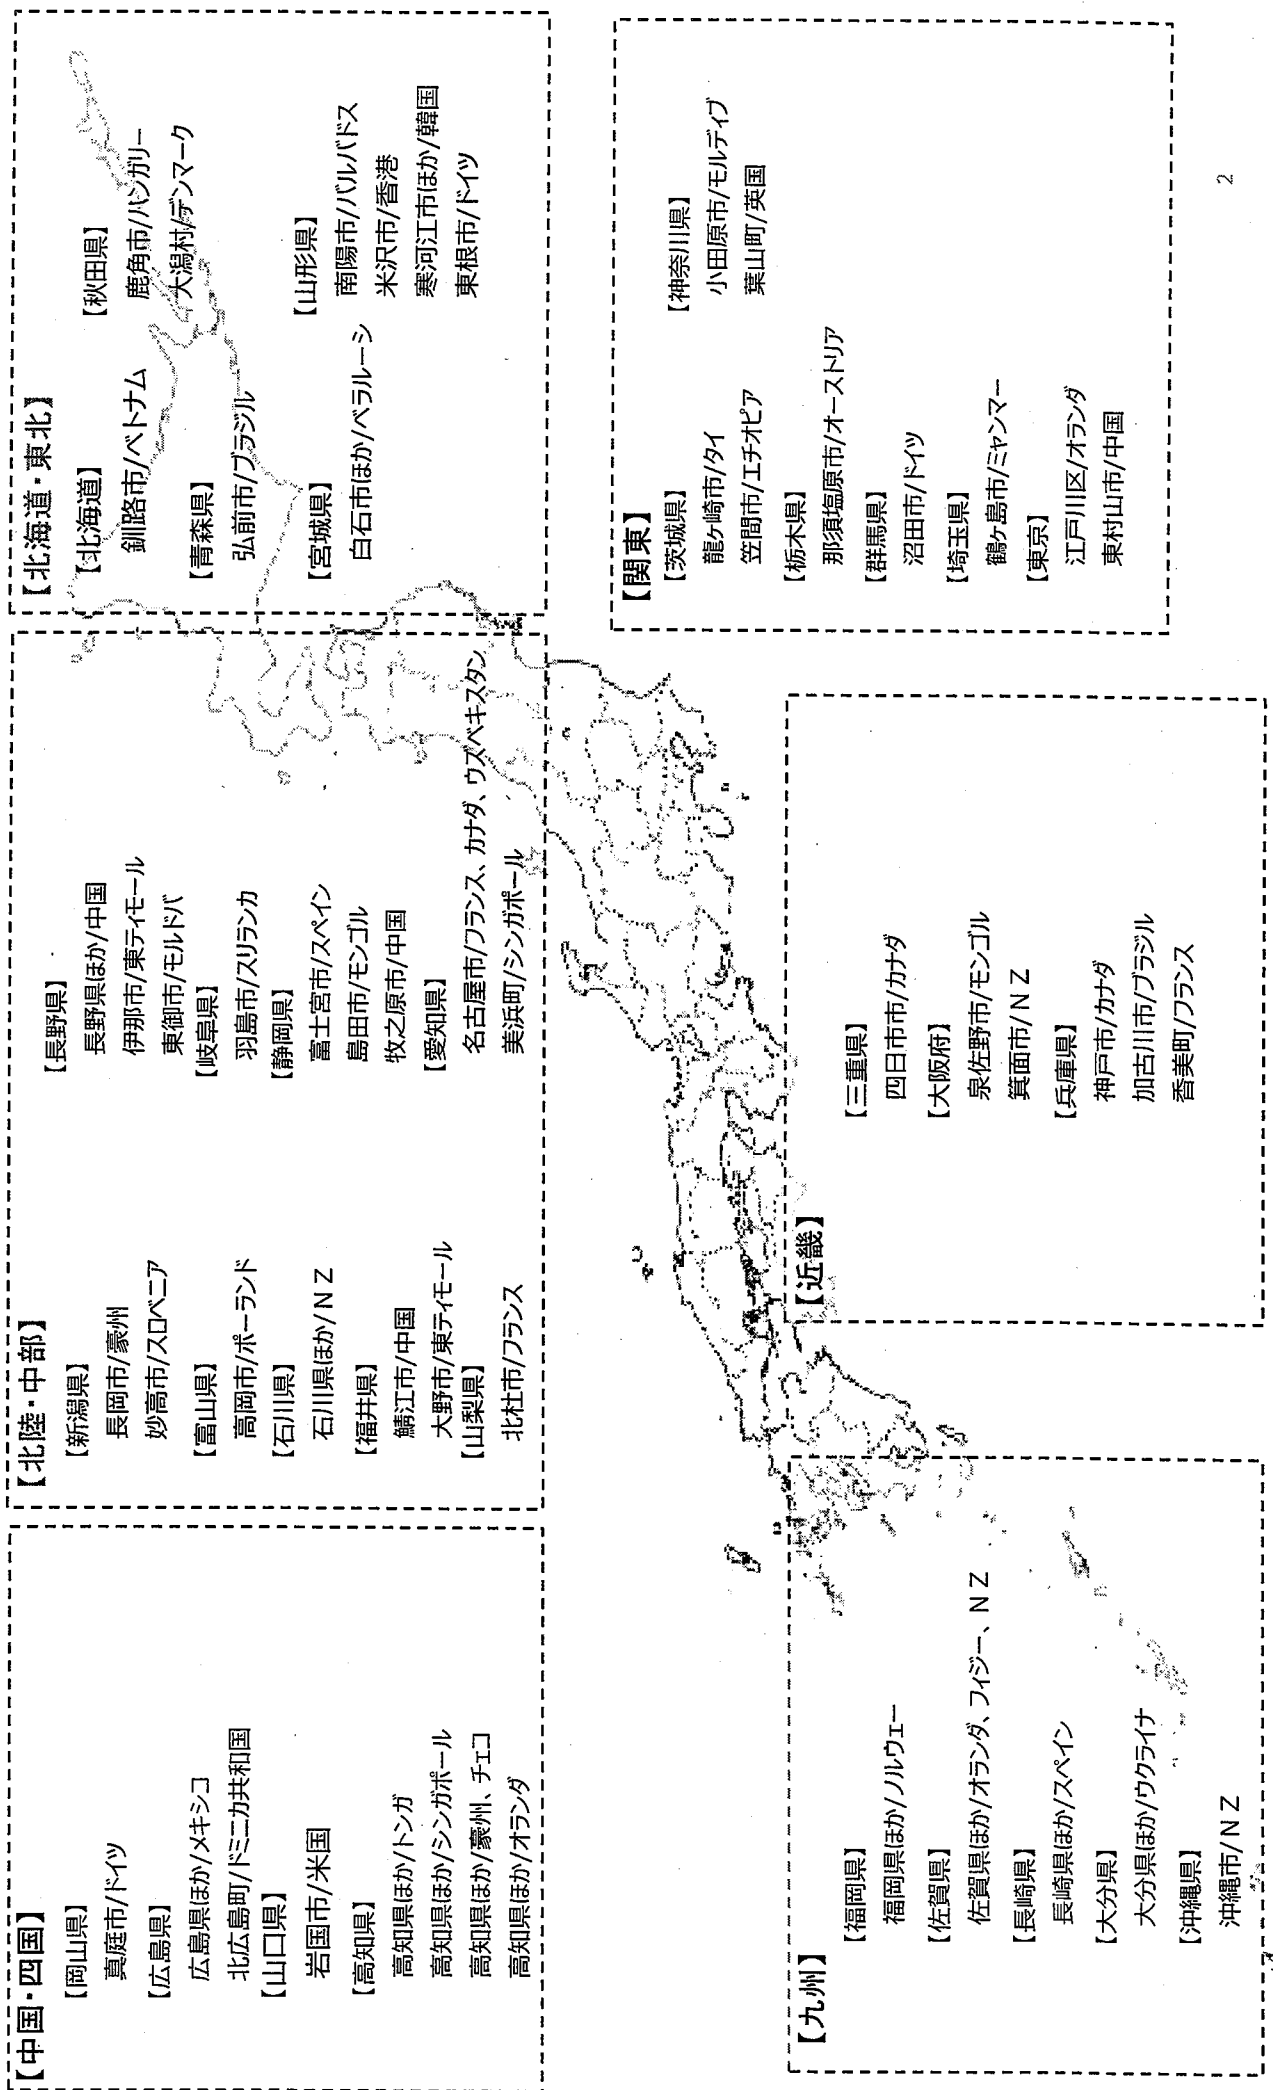 【中国・四国】
【岡山県】
真庭市/ドイツ
【広島県】
広島県ほか/メキシコ
北広島町/ドミニカ共和国
【山口県】
岩国市/米国
【高知県】
高知県ほか/トンガ
高知県ほか/シンガポール
高知県ほか/豪州、チェコ
高知県ほか/オランダ
【北陸・中部】
【新潟県】
長岡市/豪州
妙高市/スロベニア
【富山県】
高岡市/ポーランド
【石川県】
石川県ほか/NZ
【福井県】
鯖江市/中国
大野市/東ティモール
【山梨県】
北杜市/フランス
【長野県】
長野県ほか/中国
伊那市/東ティモール
東御市/モルドバ
【岐阜県】
羽島市/スリランカ
【静岡県】
富士宮市/スペイン
島田市/モンゴル
牧之原市/中国
【愛知県】
名古屋市/フランス、カナダ、ウズベキスタン
美浜町/シンガポール
【北海道・東北】
【北海道】
釧路市/ベトナム
【青森県】
弘前市/ブラジル
【宮城県】
白石市ほか/ベラルーシ
【秋田県】
鹿角市/ハンガリー
大潟村/デンマーク
【山形県】
南陽市/バルバドス
米沢市/香港
寒河江市ほか/韓国
東根市/ドイツ
【九州】
【福岡県】
福岡県ほか/ノルウェー
【佐賀県】
佐賀県ほか/オランダ、フィジー、NZ
【長崎県】
長崎県ほか/スペイン
【大分県】
大分県ほか/ウクライナ
【沖縄県】
沖縄市/NZ
【近畿】
【三重県】
四日市市/カナダ
【大阪府】
泉佐野市/モンゴル
箕面市/NZ
【兵庫県】
神戸市/カナダ
加古川市/ブラジル
香美町/フランス
【関東】
【茨城県】
龍ヶ崎市/タイ
笠間市/エチオピア
【栃木県】
那須塩原市/オーストリア
【群馬県】
沼田市/ドイツ
【埼玉県】
鶴ヶ島市/ミャンマー
【東京】
江戸川区/オランダ
東村山市/中国
【神奈川県】
小田原市/モルディブ
葉山町/英国
2